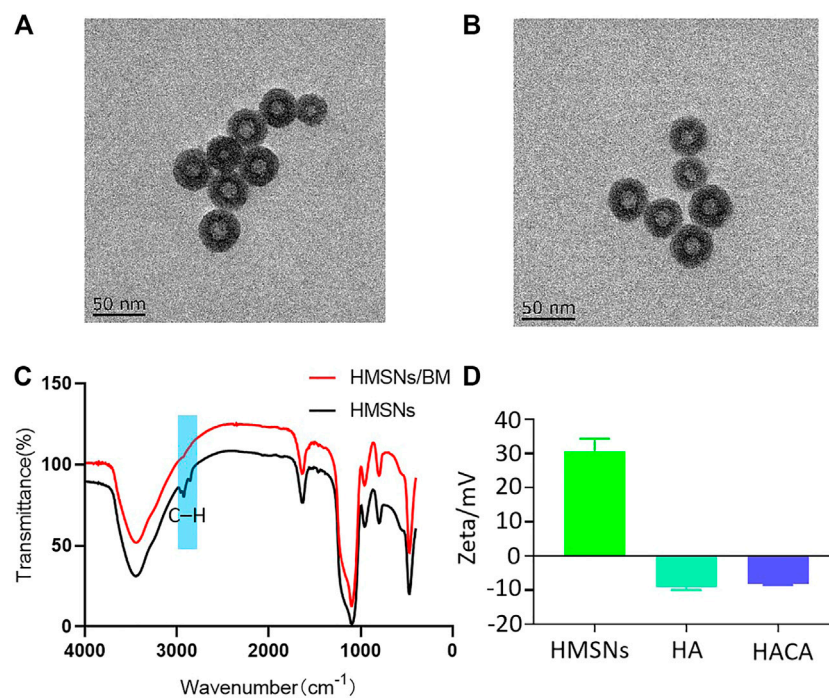 A
B
50 nm
50 nm
C
D
150
100
50
0
Transmittance(%)
HMSNs/BM
HMSNs
C–H
4000
3000
2000
1000
0
Wavenumber(cm⁻¹)
40
30
20
10
0
-10
-20
Zeta/mV
HMSNs
HA
HACA